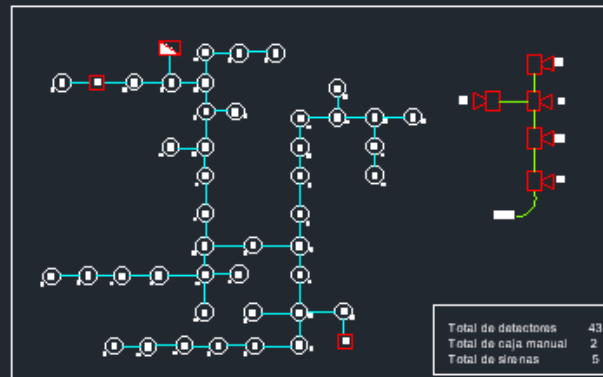 Total de detectores 43
Total de caja manual 2
Total de sirenas 5